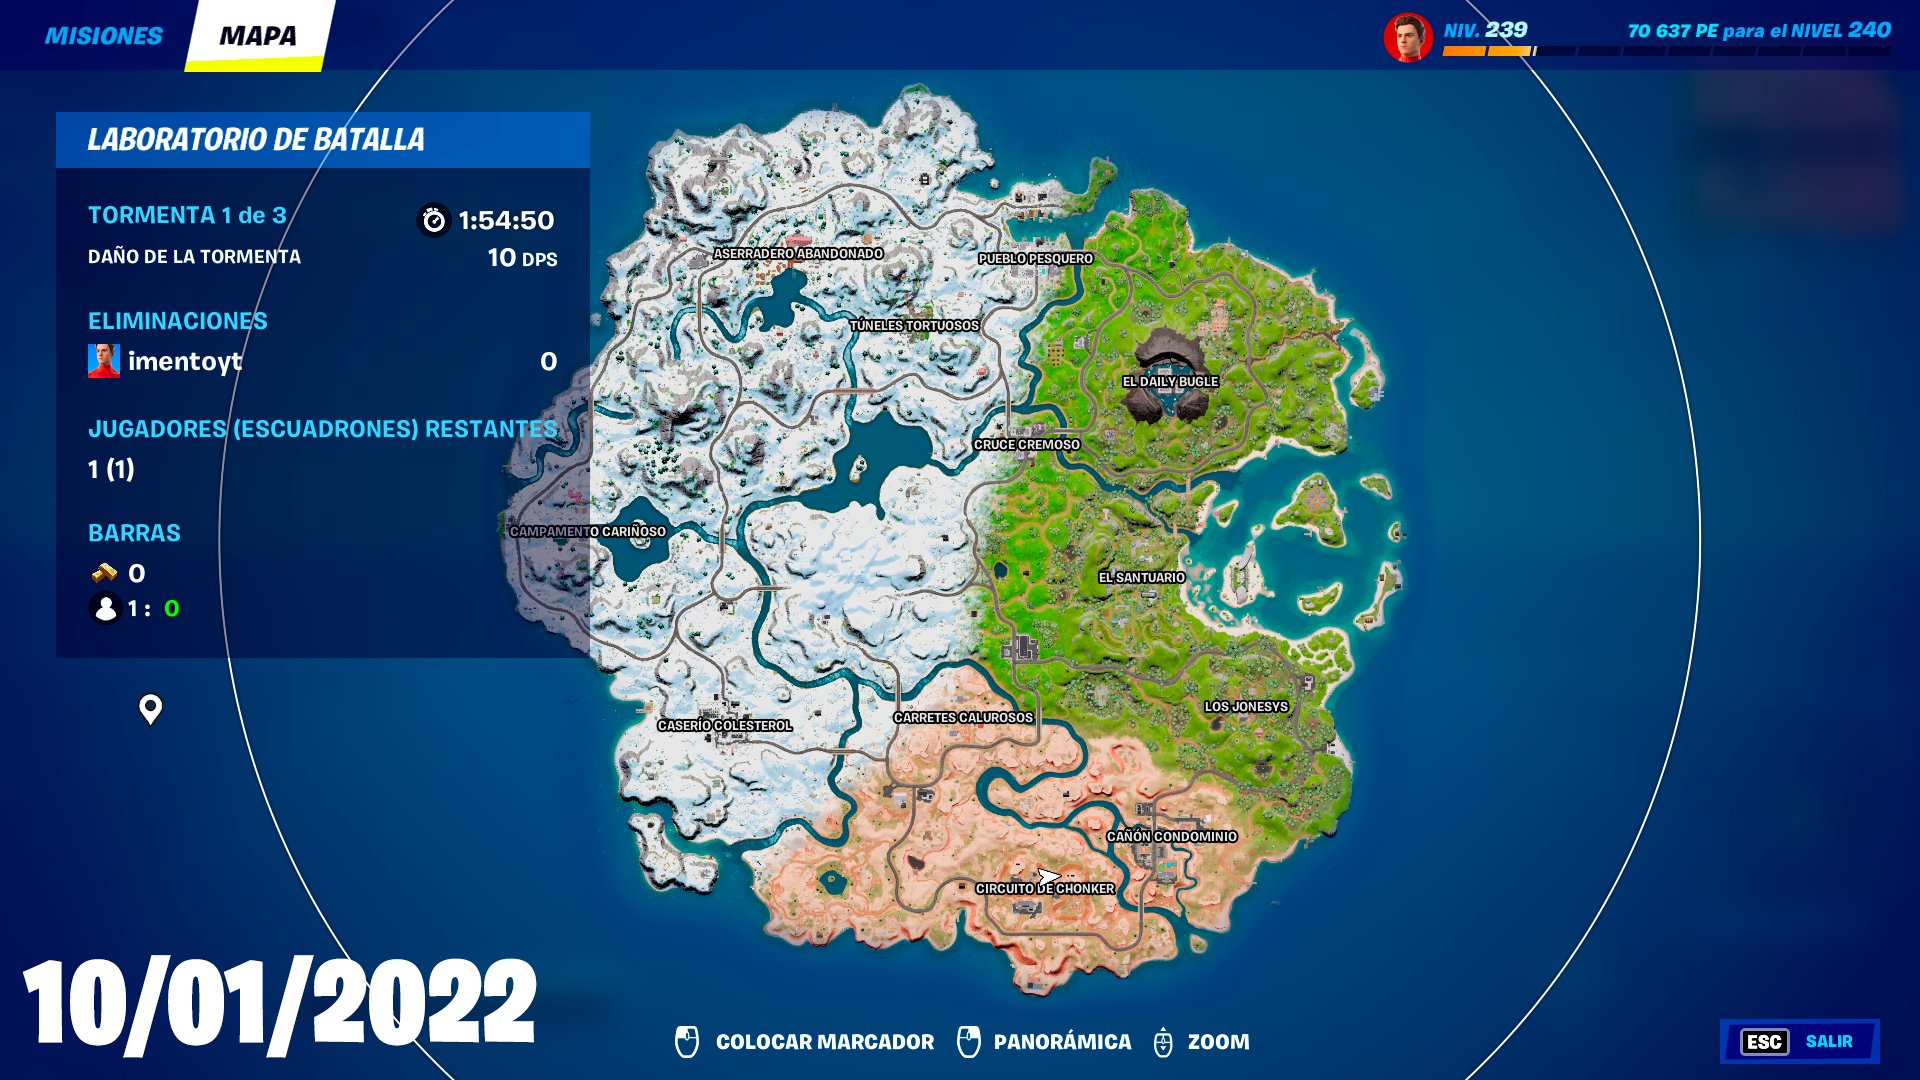 MISIONES
MAPA
NIV. 239
70 637 PE para el NIVEL 240
LABORATORIO DE BATALLA
TORMENTA 1 de 3
1:54:50
DAÑO DE LA TORMENTA
10 DPS
ELIMINACIONES
imentoyt
0
JUGADORES (ESCUADRONES) RESTANTES
1 (1)
BARRAS
0
1 : 0
ASERRADERO ABANDONADO
PUEBLO PESQUERO
TÚNELES TORTUOSOS
EL DAILY BUGLE
CRUCE CREMOSO
CAMPAMENTO CARIÑOSO
EL SANTUARIO
LOS JONESYS
CARRETES CALUROSOS
CASERÍO COLESTEROL
CAÑÓN CONDOMINIO
CIRCUITO DE CHONKER
10/01/2022
COLOCAR MARCADOR
PANORÁMICA
ZOOM
ESC SALIR